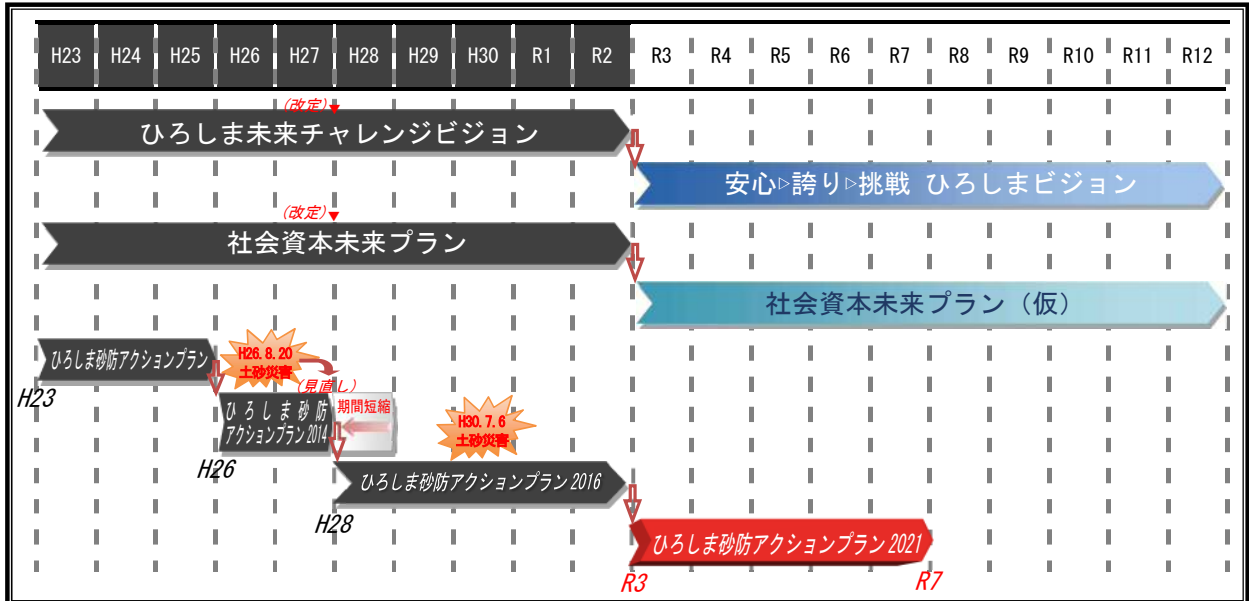 H23 H24 H25 H26 H27 H28 H29 H30 R1 R2 R3 R4 R5 R6 R7 R8 R9 R10 R11 R12
(改定)▼
ひろしま未来チャレンジビジョン
安心▷誇り▷挑戦 ひろしまビジョン
(改定)▼
社会資本未来プラン
社会資本未来プラン（仮）
ひろしま砂防アクションプラン
H23
H26.8.20
土砂災害
(見直し)
ひろしま砂防
アクションプラン2014
期間短縮
H26
H30.7.6
土砂災害
ひろしま砂防アクションプラン2016
H28
ひろしま砂防アクションプラン2021
R3
R7